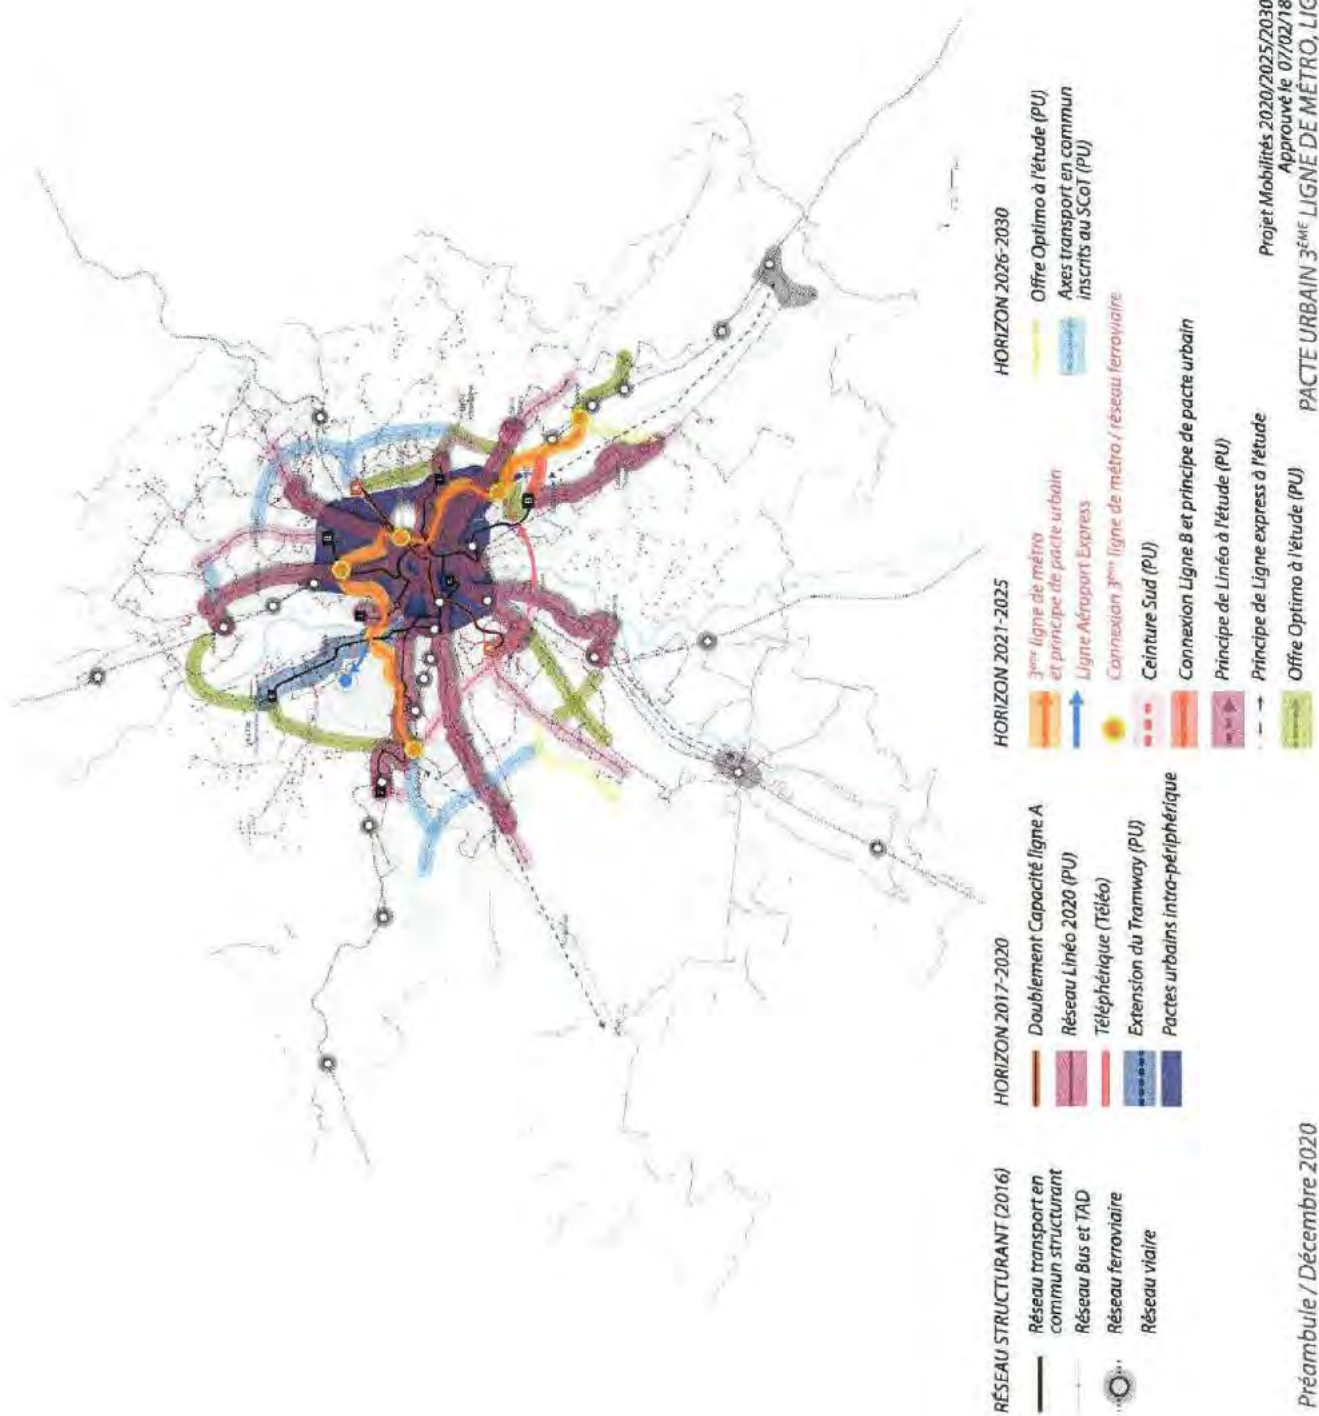 RÉSEAU STRUCTURANT (2016)
Réseau transport en
commun structurant
Réseau Bus et TAD
Réseau ferroviaire
Réseau viaire
HORIZON 2017-2020
Doublement Capacité ligne A
Réseau Linéo 2020 (PU)
Téléphérique (Téléo)
Extension du Tramway (PU)
Pactes urbains intra-périphérique
HORIZON 2021-2025
3ème ligne de métro
et principe de pacte urbain
Ligne Aéroport Express
Connexion 3ème ligne de métro / réseau ferroviaire
Ceinture Sud (PU)
Connexion Ligne B et principe de pacte urbain
Principe de Linéo à l'étude (PU)
Principe de Ligne express à l'étude
Offre Optimo à l'étude (PU)
HORIZON 2026-2030
Offre Optimo à l'étude (PU)
Axes transport en commun
inscrits au SCoT (PU)
Projet Mobilités 2020/2025/2030
Approuvé le 07/02/18
Préambule / Décembre 2020
PACTE URBAIN 3ÈME LIGNE DE MÉTRO, LIG